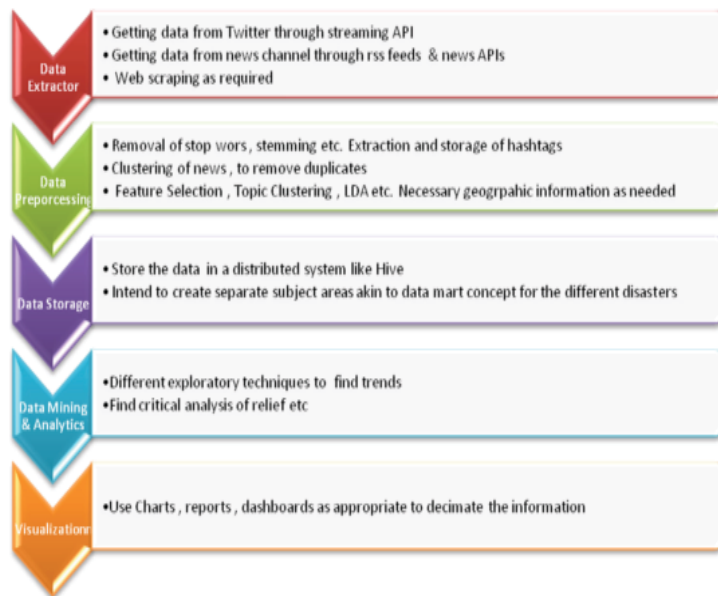 Data
Extractor
• Getting data from Twitter through streaming API
• Getting data from news channel through rss feeds & news APIs
• Web scraping as required
Data
Preporcessing
• Removal of stop wors , stemming etc. Extraction and storage of hashtags
• Clustering of news , to remove duplicates
• Feature Selection , Topic Clustering , LDA etc. Necessary geogrpahic information as needed
Data Storage
• Store the data in a distributed system like Hive
• Intend to create separate subject areas akin to data mart concept for the different disasters
Data Mining
& Analytics
•Different exploratory techniques to find trends
•Find critical analysis of relief etc
Visualizationn
•Use Charts , reports , dashboards as appropriate to decimate the information